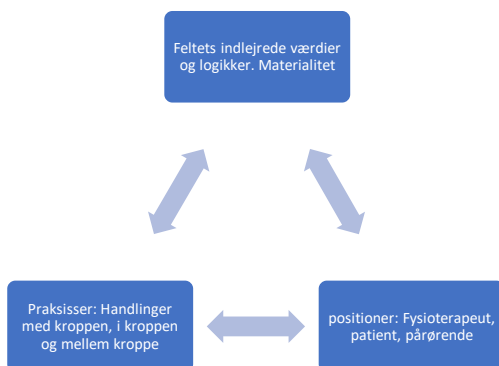 Feltets indlejrede værdier
og logikker. Materialitet
Praksisser: Handlinger
med kroppen, i kroppen
og mellem kroppe
positioner: Fysioterapeut,
patient, pårørende